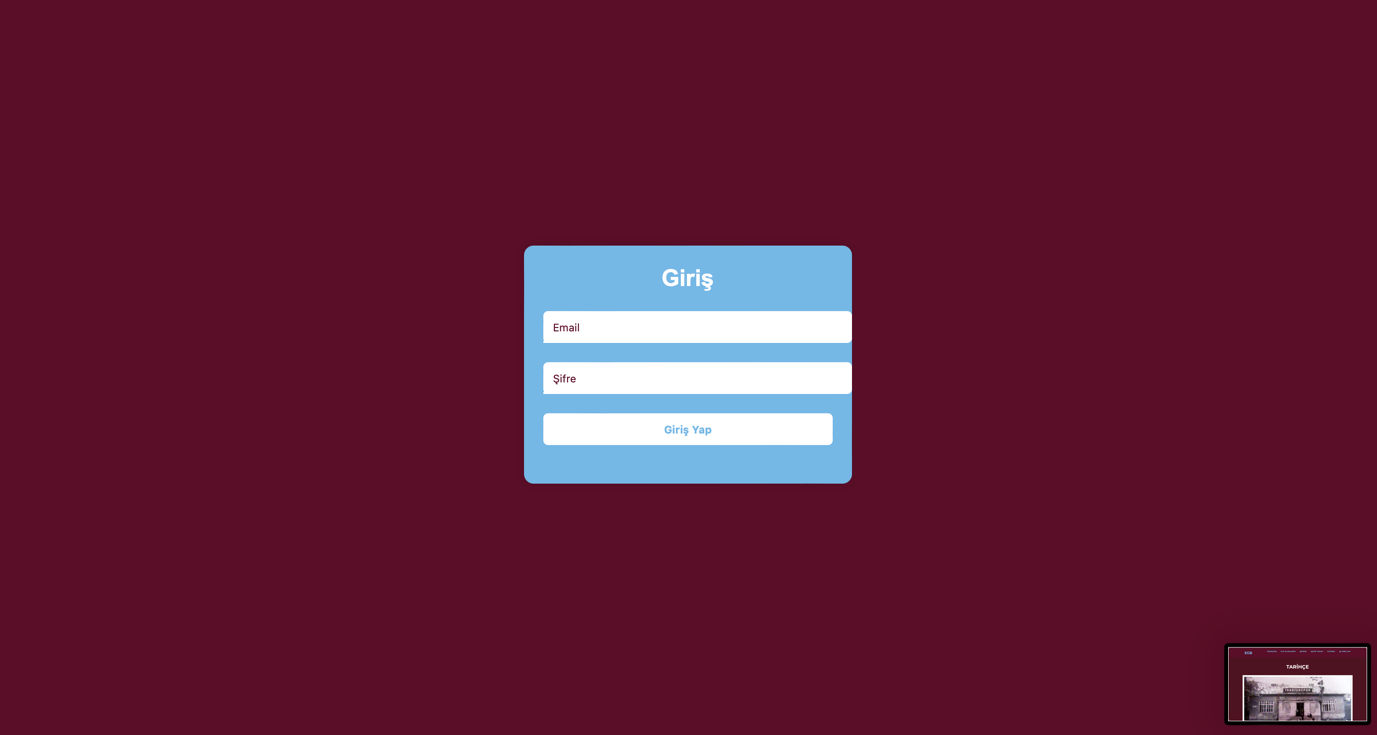 Giriş
Email
Şifre
Giriş Yap
TARİHÇE